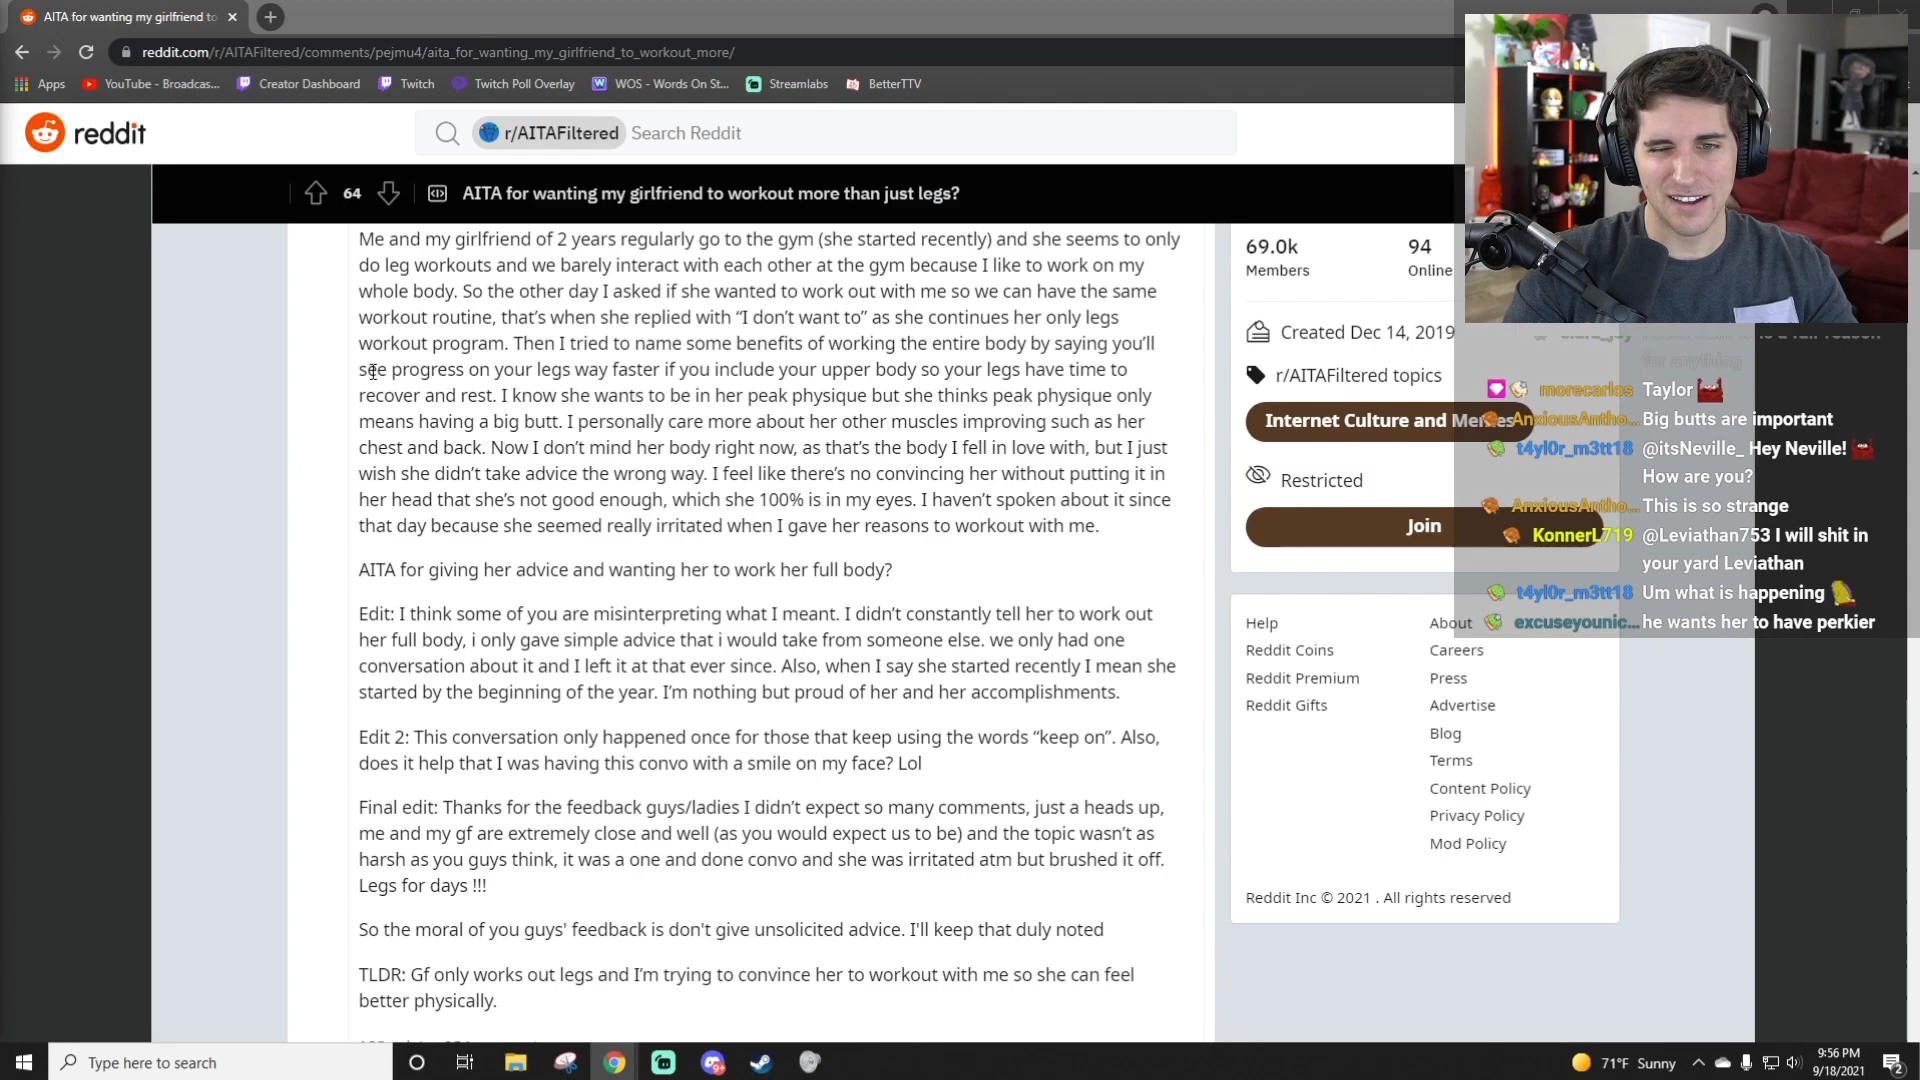 AITA for wanting my girlfriend to
reddit.com/r/AITAFiltered/comments/pejmu4/aita_for_wanting_my_girlfriend_to_workout_more/
Apps YouTube - Broadcas... Creator Dashboard Twitch Twitch Poll Overlay WOS - Words On St... Streamlabs BetterTTV
reddit r/AITAFiltered Search Reddit
64 AITA for wanting my girlfriend to workout more than just legs?
Me and my girlfriend of 2 years regularly go to the gym (she started recently) and she seems to only
do leg workouts and we barely interact with each other at the gym because I like to work on my
whole body. So the other day I asked if she wanted to work out with me so we can have the same
workout routine, that’s when she replied with “I don’t want to” as she continues her only legs
workout program. Then I tried to name some benefits of working the entire body by saying you’ll
see progress on your legs way faster if you include your upper body so your legs have time to
recover and rest. I know she wants to be in her peak physique but she thinks peak physique only
means having a big butt. I personally care more about her other muscles improving such as her
chest and back. Now I don’t mind her body right now, as that’s the body I fell in love with, but I just
wish she didn’t take advice the wrong way. I feel like there’s no convincing her without putting it in
her head that she’s not good enough, which she 100% is in my eyes. I haven’t spoken about it since
that day because she seemed really irritated when I gave her reasons to workout with me.
AITA for giving her advice and wanting her to work her full body?
Edit: I think some of you are misinterpreting what I meant. I didn’t constantly tell her to work out
her full body, i only gave simple advice that i would take from someone else. we only had one
conversation about it and I left it at that ever since. Also, when I say she started recently I mean she
started by the beginning of the year. I’m nothing but proud of her and her accomplishments.
Edit 2: This conversation only happened once for those that keep using the words “keep on”. Also,
does it help that I was having this convo with a smile on my face? Lol
Final edit: Thanks for the feedback guys/ladies I didn’t expect so many comments, just a heads up,
me and my gf are extremely close and well (as you would expect us to be) and the topic wasn’t as
harsh as you guys think, it was a one and done convo and she was irritated atm but brushed it off.
Legs for days !!!
So the moral of you guys' feedback is don't give unsolicited advice. I'll keep that duly noted
TLDR: Gf only works out legs and I’m trying to convince her to workout with me so she can feel
better physically.
69.0k 94
Members Online
Created Dec 14, 2019
r/AITAFiltered topics
Internet Culture and Memes
Restricted
Join
Help About
Reddit Coins Careers
Reddit Premium Press
Reddit Gifts Advertise
Blog
Terms
Content Policy
Privacy Policy
Mod Policy
Reddit Inc © 2021 . All rights reserved
for anything
morecarlos Taylor
AnxiousAntho... Big butts are important
t4yl0r_m3tt18 @itsNeville_ Hey Neville!
How are you?
AnxiousAntho... This is so strange
KonnerL719 @Leviathan753 I will shit in
your yard Leviathan
t4yl0r_m3tt18 Um what is happening
excuseyounic... he wants her to have perkier
Type here to search
71°F Sunny
9:56 PM
9/18/2021
2